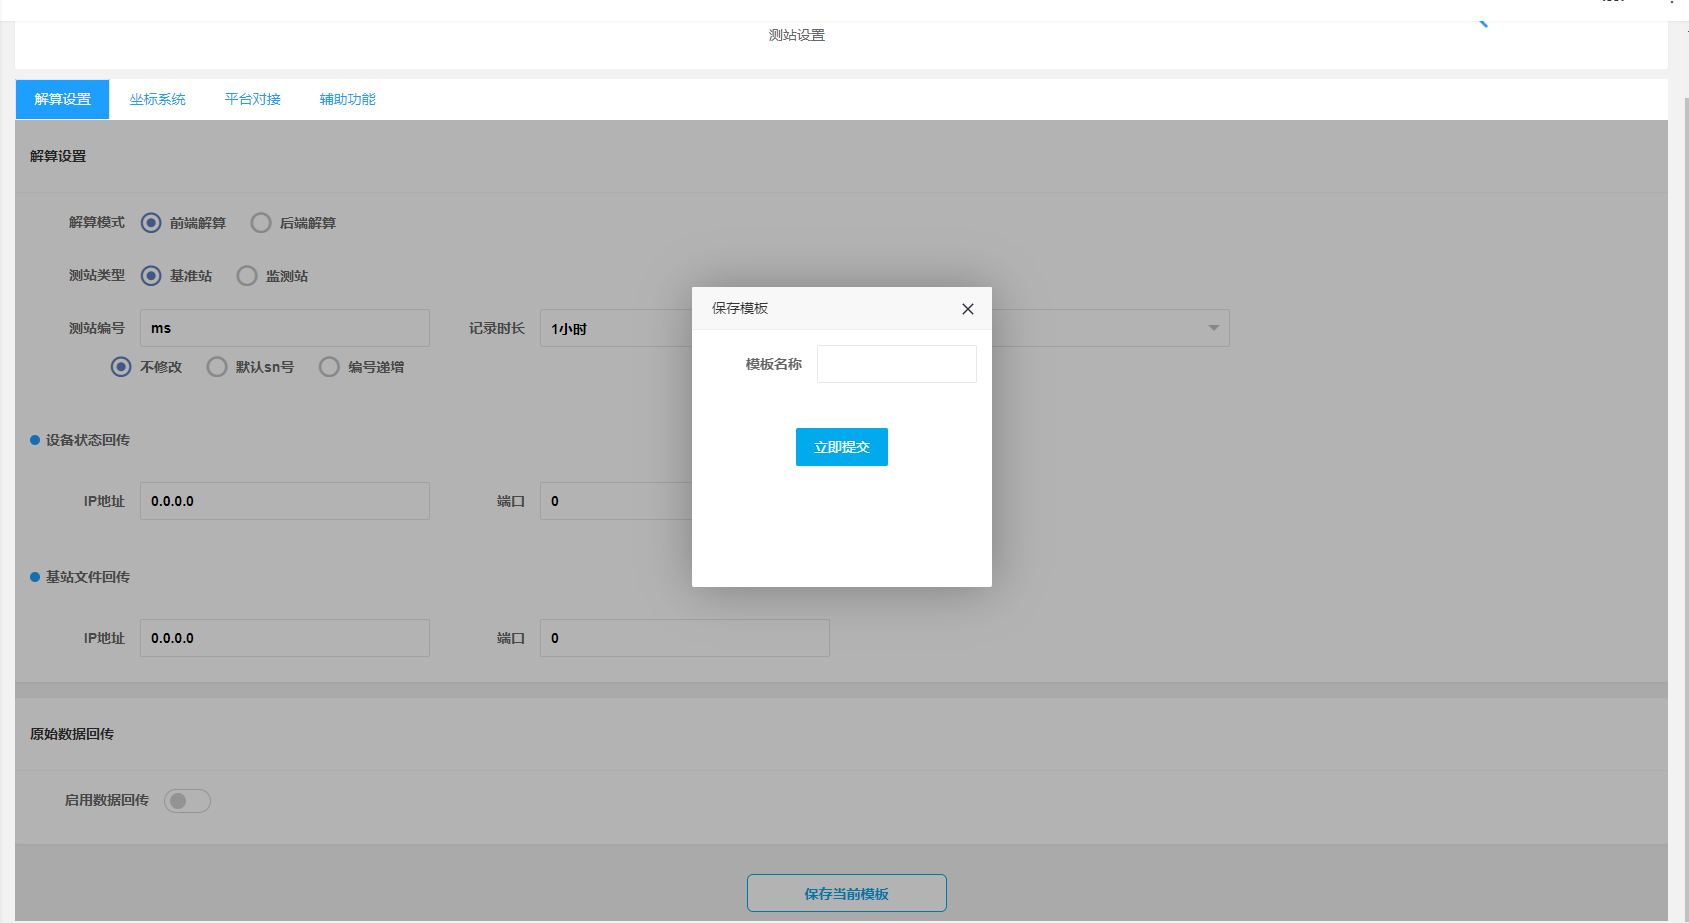 测站设置
解算设置 坐标系统 平台对接 辅助功能
解算设置
解算模式 前端解算 后端解算
测站类型 基准站 监测站
测站编号 ms 记录时长 1小时
不修改 默认sn号 编号递增
设备状态回传
IP地址 0.0.0.0 端口 0
基站文件回传
IP地址 0.0.0.0 端口 0
原始数据回传
启用数据回传
保存当前模板
保存模板
模板名称
立即提交